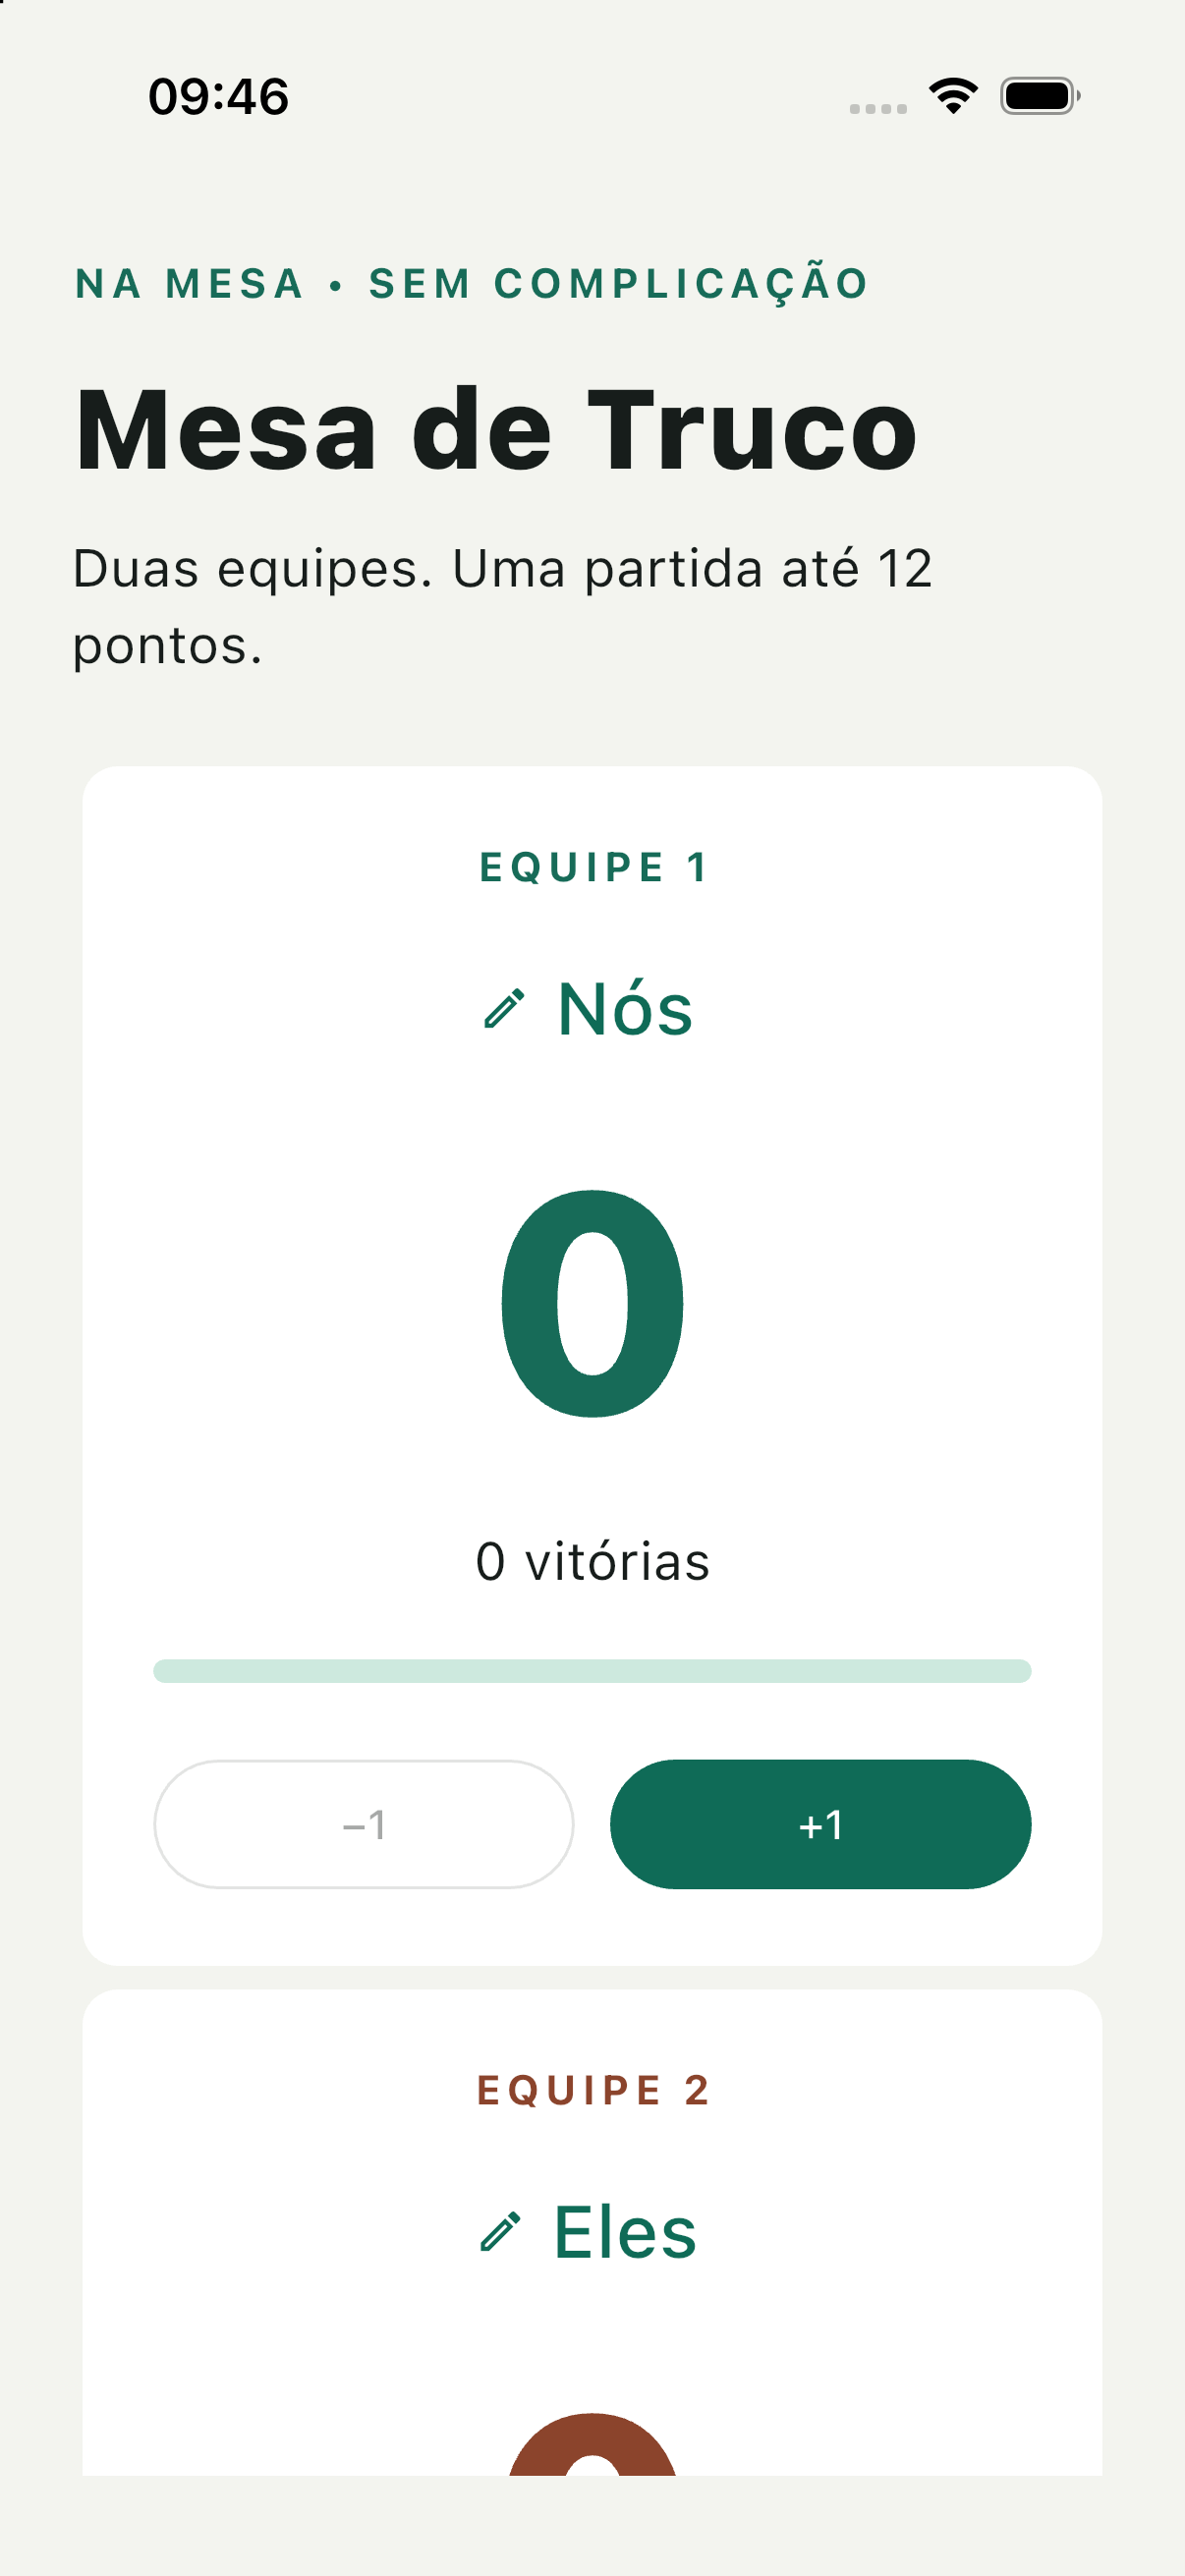 09:46
NA MESA • SEM COMPLICAÇÃO
Mesa de Truco
Duas equipes. Uma partida até 12
pontos.
EQUIPE 1
Nós
0
0 vitórias
−1
+1
EQUIPE 2
Eles